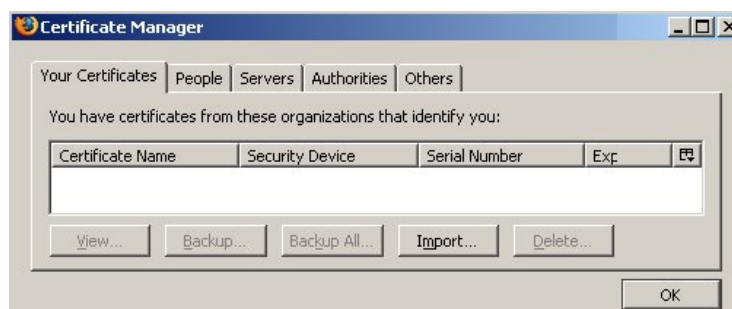 Certificate Manager
Your Certificates People Servers Authorities Others
You have certificates from these organizations that identify you:
Certificate Name Security Device Serial Number Exp
View... Backup... Backup All... Import... Delete...
OK